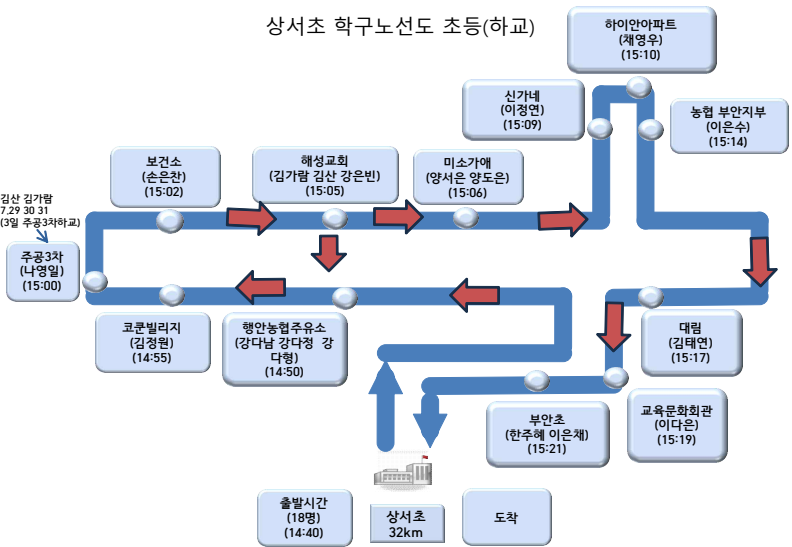 상서초 학구노선도 초등(하교)
하이안아파트
(채영우)
(15:10)
신가네
(이정연)
(15:09)
농협 부안지부
(이은수)
(15:14)
보건소
(손은찬)
(15:02)
해성교회
(김가람 김산 강은빈)
(15:05)
미소가애
(양서은 양도은)
(15:06)
김산 김가람
7.29 30 31
(3일 주공3차하교)
주공3차
(나영일)
(15:00)
코쿤빌리지
(김정원)
(14:55)
행안농협주유소
(강다남 강다정 강
다형)
(14:50)
대림
(김태연)
(15:17)
부안초
(한주혜 이은채)
(15:21)
교육문화회관
(이다은)
(15:19)
출발시간
(18명)
(14:40)
상서초
32km
도착